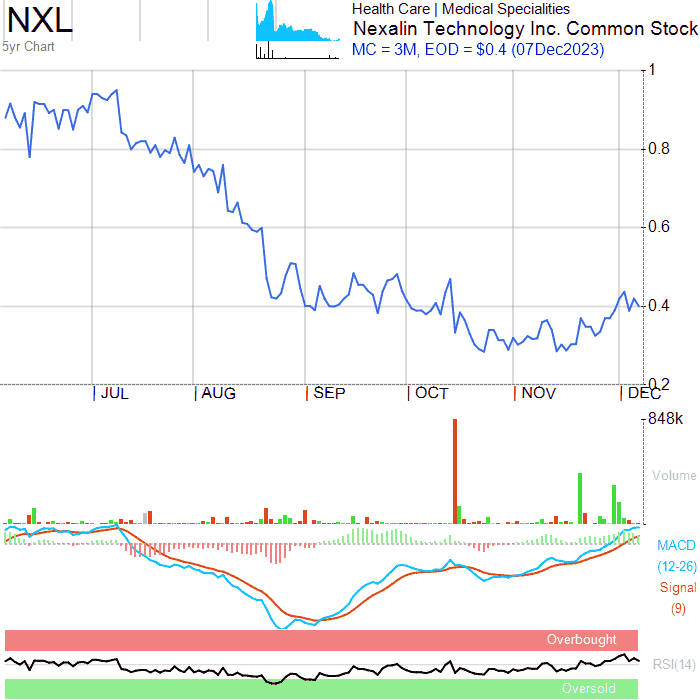 NXL
5yr Chart
Health Care | Medical Specialities
Nexalin Technology Inc. Common Stock
MC = 3M, EOD = $0.4 (07Dec2023)
1
0.8
0.6
0.4
0.2
JUL AUG SEP OCT NOV DEC
848k
Volume
MACD
(12-26)
Signal
(9)
Overbought
RSI(14)
Oversold